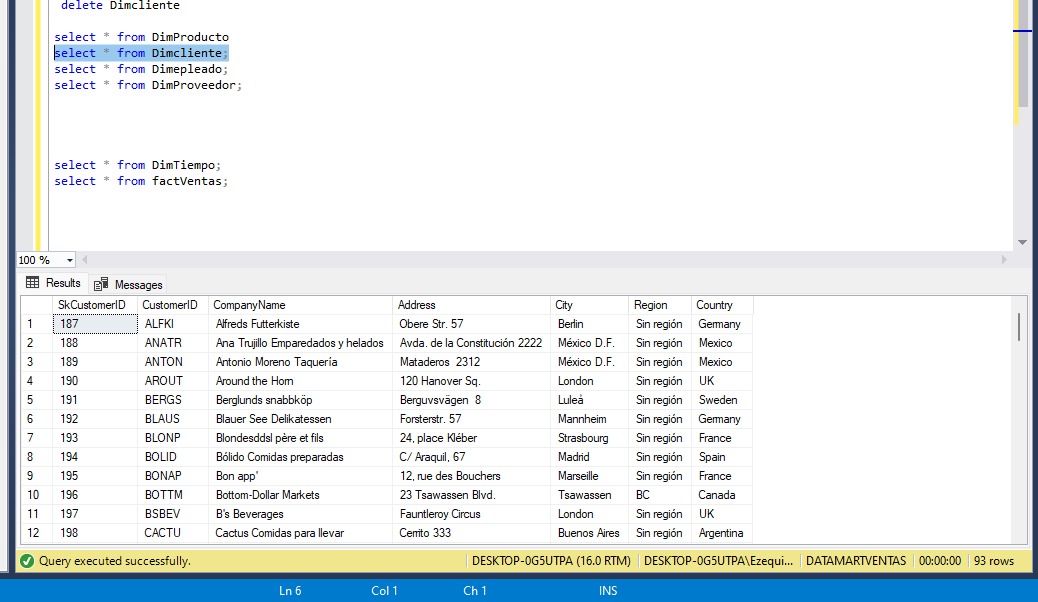 delete Dimcliente
select * from DimProducto
select * from Dimcliente;
select * from Dimepleado;
select * from DimProveedor;
select * from DimTiempo;
select * from factVentas;
100 %
Results Messages
SkCustomerID CustomerID CompanyName Address City Region Country
1 187 ALFKI Alfreds Futterkiste Obere Str. 57 Berlin Sin región Germany
2 188 ANATR Ana Trujillo Emparedados y helados Avda. de la Constitución 2222 México D.F. Sin región Mexico
3 189 ANTON Antonio Moreno Taquería Mataderos 2312 México D.F. Sin región Mexico
4 190 AROUT Around the Horn 120 Hanover Sq. London Sin región UK
5 191 BERGS Berglunds snabbköp Berguvsvägen 8 Luleå Sin región Sweden
6 192 BLAUS Blauer See Delikatessen Forsterstr. 57 Mannheim Sin región Germany
7 193 BLONP Blondesddsl père et fils 24, place Kléber Strasbourg Sin región France
8 194 BOLID Bólido Comidas preparadas C/ Araquil, 67 Madrid Sin región Spain
9 195 BONAP Bon app' 12, rue des Bouchers Marseille Sin región France
10 196 BOTTM Bottom-Dollar Markets 23 Tsawassen Blvd. Tsawassen BC Canada
11 197 BSBEV B's Beverages Fauntleroy Circus London Sin región UK
12 198 CACTU Cactus Comidas para llevar Cerrito 333 Buenos Aires Sin región Argentina
Query executed successfully. DESKTOP-0G5UTPA (16.0 RTM) DESKTOP-0G5UTPA\Ezequi... DATAMARTVENTAS 00:00:00 93 rows
Ln 6 Col 1 Ch 1 INS